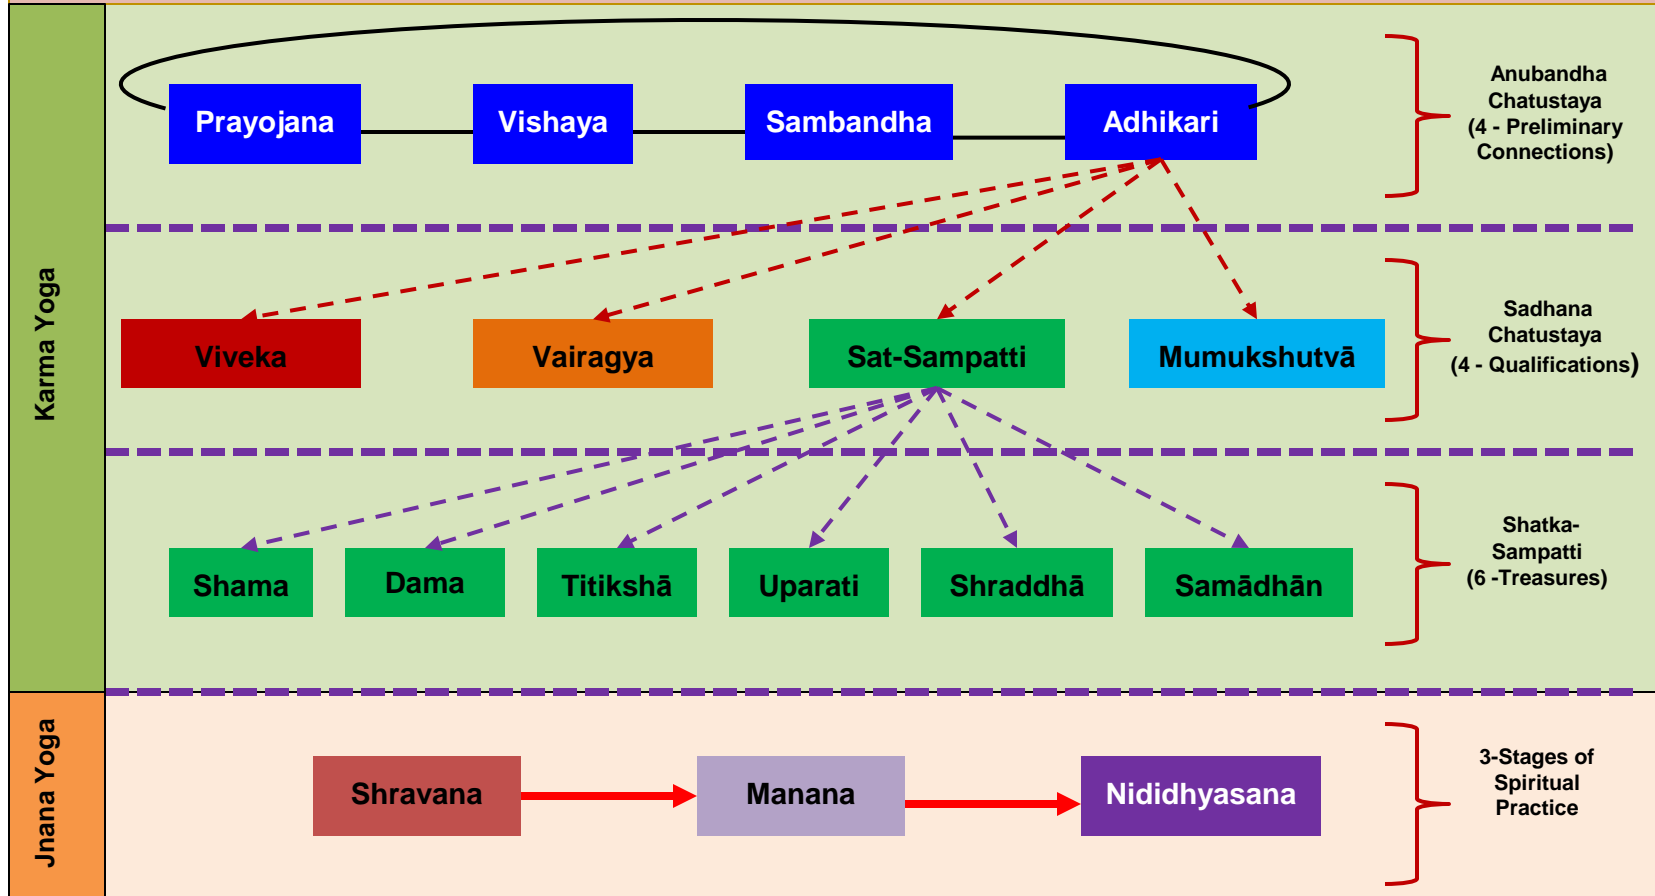 Karma Yoga
Prayojana
Vishaya
Sambandha
Adhikari
Anubandha
Chatustaya
(4 - Preliminary
Connections)
Viveka
Vairagya
Sat-Sampatti
Mumukshutvā
Sadhana
Chatustaya
(4 - Qualifications)
Shama
Dama
Titikshā
Uparati
Shraddhā
Samādhān
Shatka-
Sampatti
(6 -Treasures)
Jnana Yoga
Shravana
Manana
Nididhyasana
3-Stages of
Spiritual
Practice